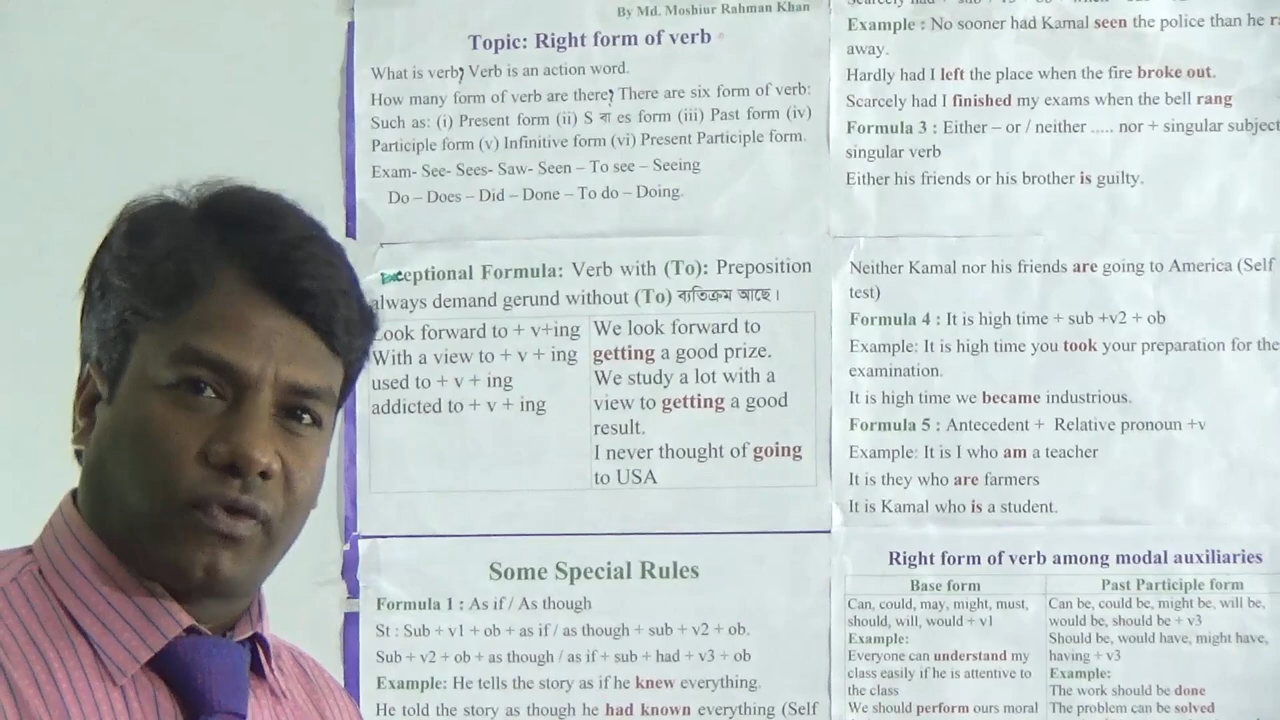 By Md. Moshiur Rahman Khan
Topic: Right form of verb
What is verb? Verb is an action word.
How many form of verb are there? There are six form of verb:
Such as: (i) Present form (ii) S বা es form (iii) Past form (iv)
Participle form (v) Infinitive form (vi) Present Participle form.
Exam- See- Sees- Saw- Seen – To see – Seeing
Do – Does – Did – Done – To do – Doing.
Exceptional Formula: Verb with (To): Preposition
always demand gerund without (To) ব্যতিক্রম আছে।
Look forward to + v+ing
With a view to + v + ing
used to + v + ing
addicted to + v + ing
We look forward to
getting a good prize.
We study a lot with a
view to getting a good
result.
I never thought of going
to USA
Some Special Rules
Formula 1 : As if / As though
St : Sub + v1 + ob + as if / as though + sub + v2 + ob.
Sub + v2 + ob + as though / as if + sub + had + v3 + ob
Example: He tells the story as if he knew everything.
He told the story as though he had known everything (Self
Example : No sooner had Kamal seen the police than he
away.
Hardly had I left the place when the fire broke out.
Scarcely had I finished my exams when the bell rang
Formula 3 : Either – or / neither ..... nor + singular subject
singular verb
Either his friends or his brother is guilty.
Neither Kamal nor his friends are going to America (Self
test)
Formula 4 : It is high time + sub +v2 + ob
Example: It is high time you took your preparation for the
examination.
It is high time we became industrious.
Formula 5 : Antecedent + Relative pronoun +v
Example: It is I who am a teacher
It is they who are farmers
It is Kamal who is a student.
Right form of verb among modal auxiliaries
Base form
Can, could, may, might, must,
should, will, would + v1
Example:
Everyone can understand my
class easily if he is attentive to
the class
We should perform ours moral
Past Participle form
Can be, could be, might be, will be,
would be, should be + v3
Should be, would have, might have,
having + v3
Example:
The work should be done
The problem can be solved